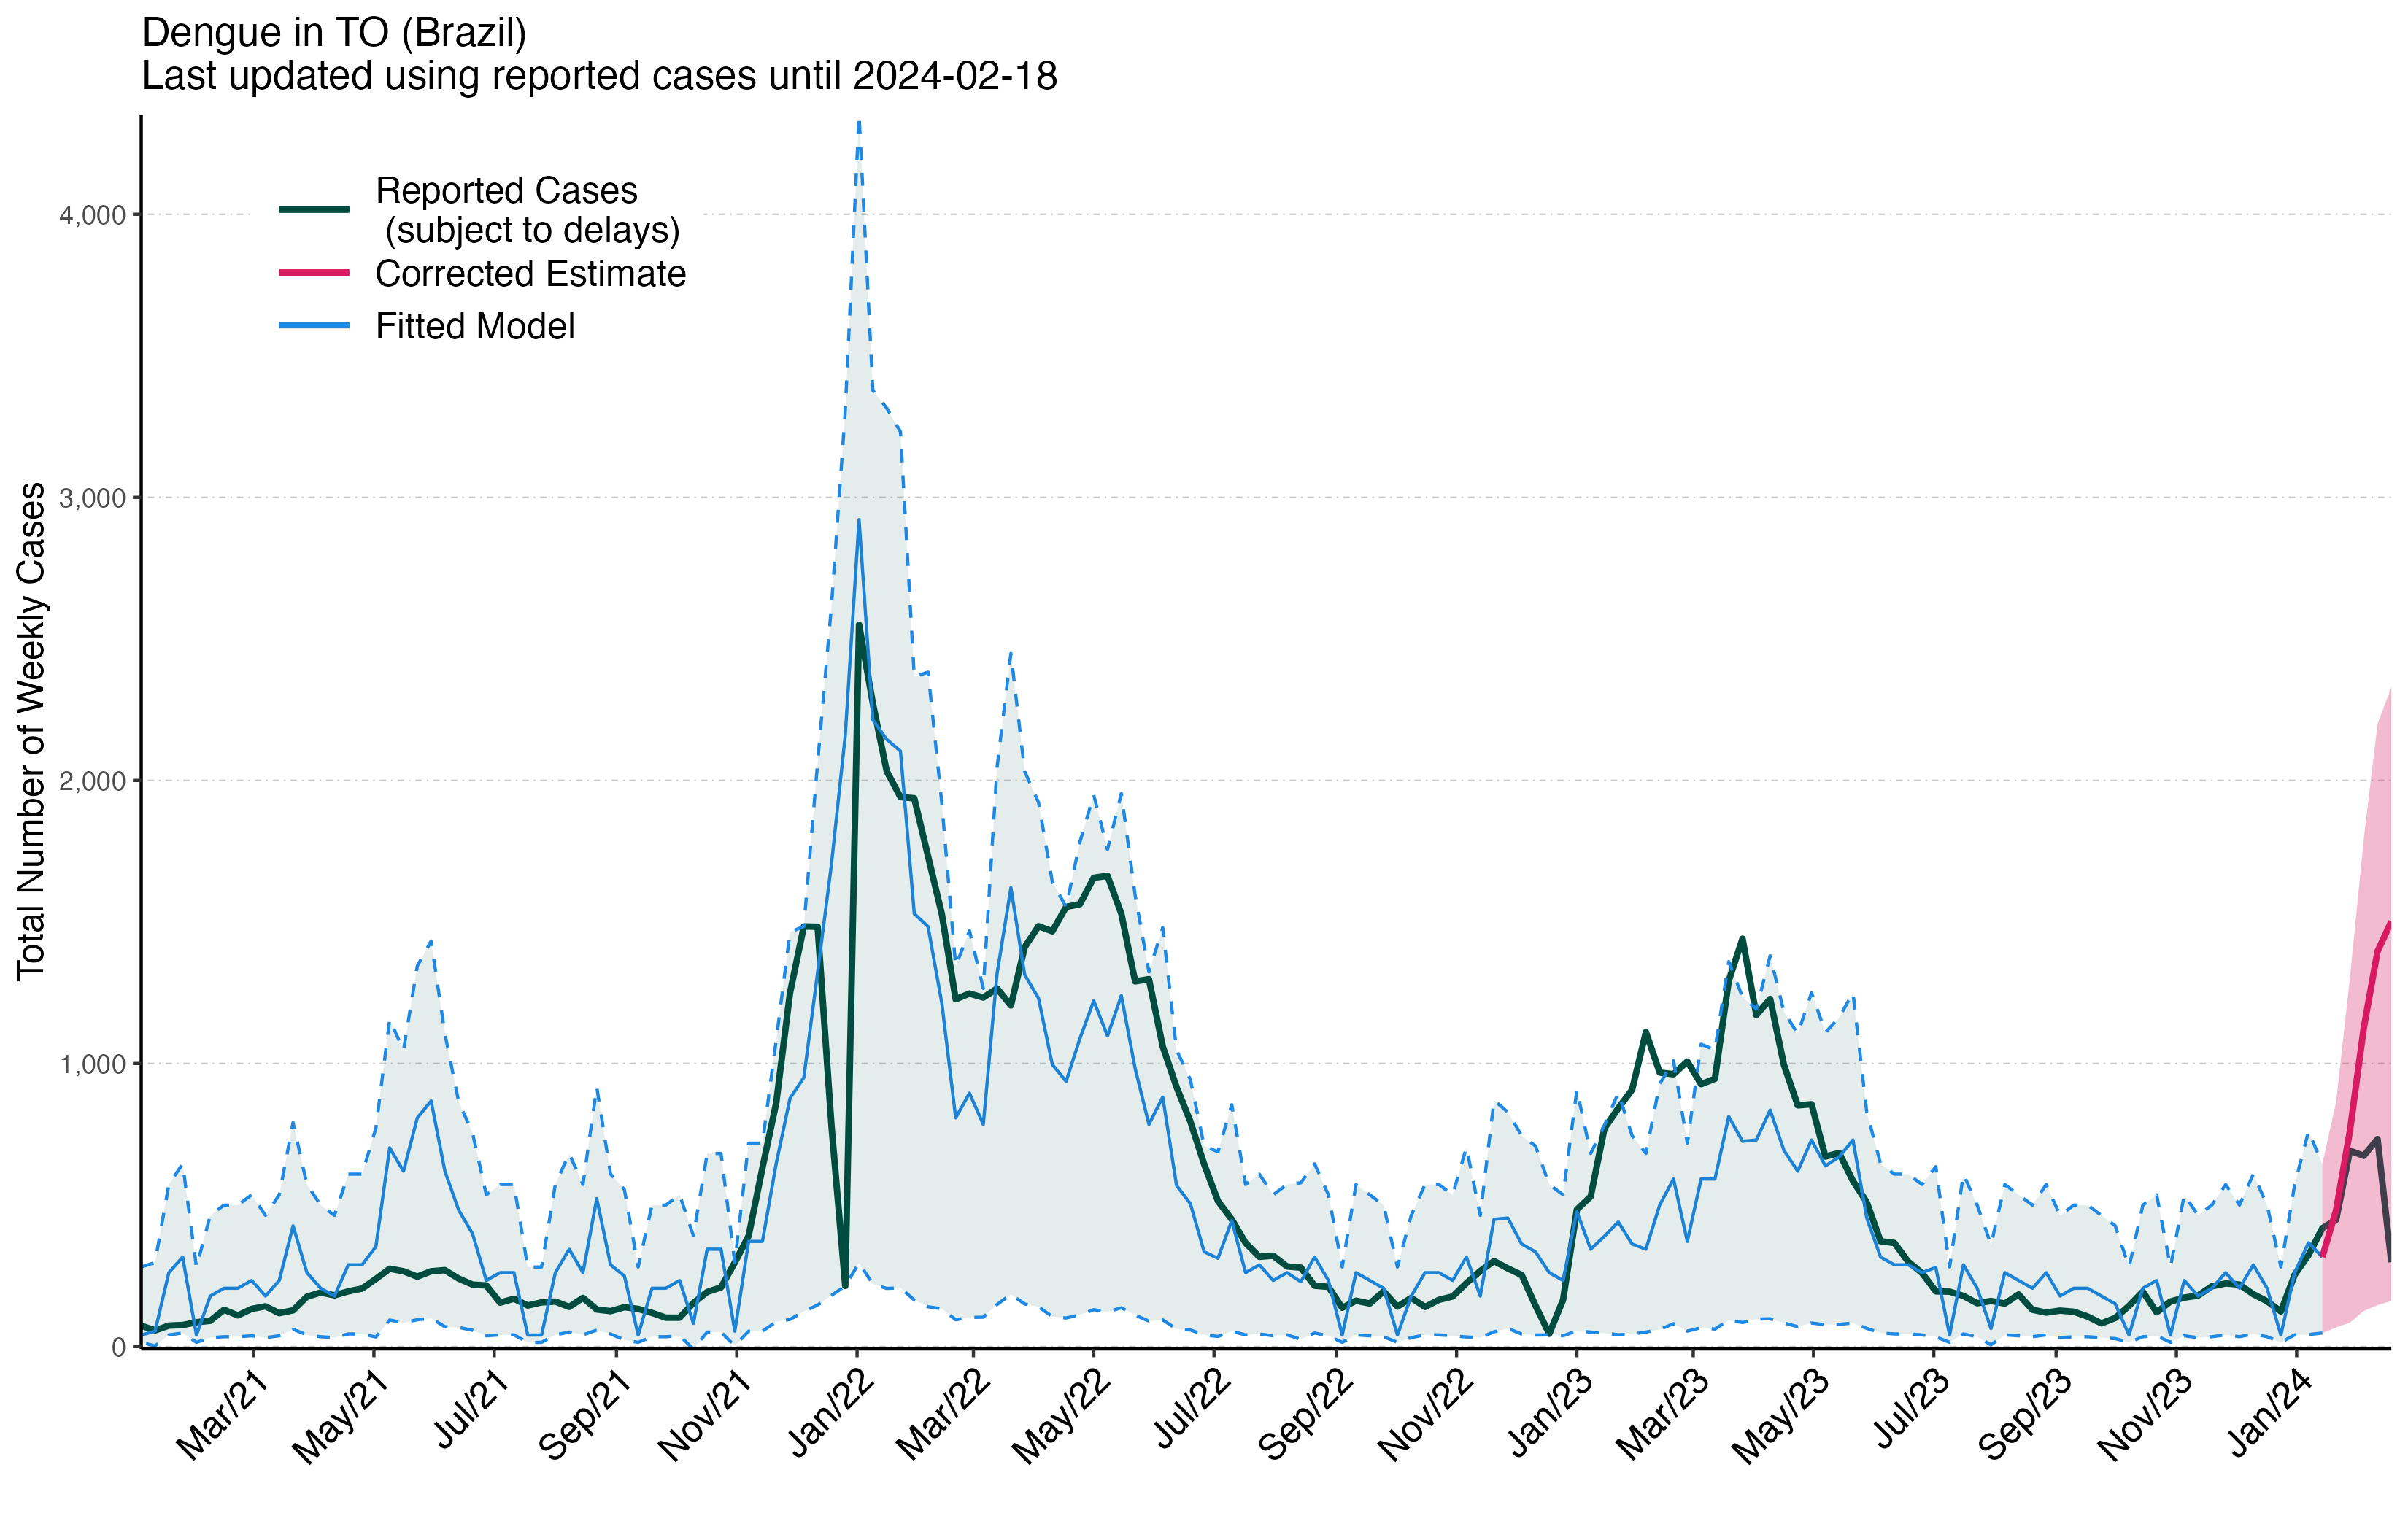 Dengue in TO (Brazil)
Last updated using reported cases until 2024-02-18
Reported Cases
(subject to delays)
Corrected Estimate
Fitted Model
Total Number of Weekly Cases
4,000
3,000
2,000
1,000
0
Mar/21
May/21
Jul/21
Sep/21
Nov/21
Jan/22
Mar/22
May/22
Jul/22
Sep/22
Nov/22
Jan/23
Mar/23
May/23
Jul/23
Sep/23
Nov/23
Jan/24